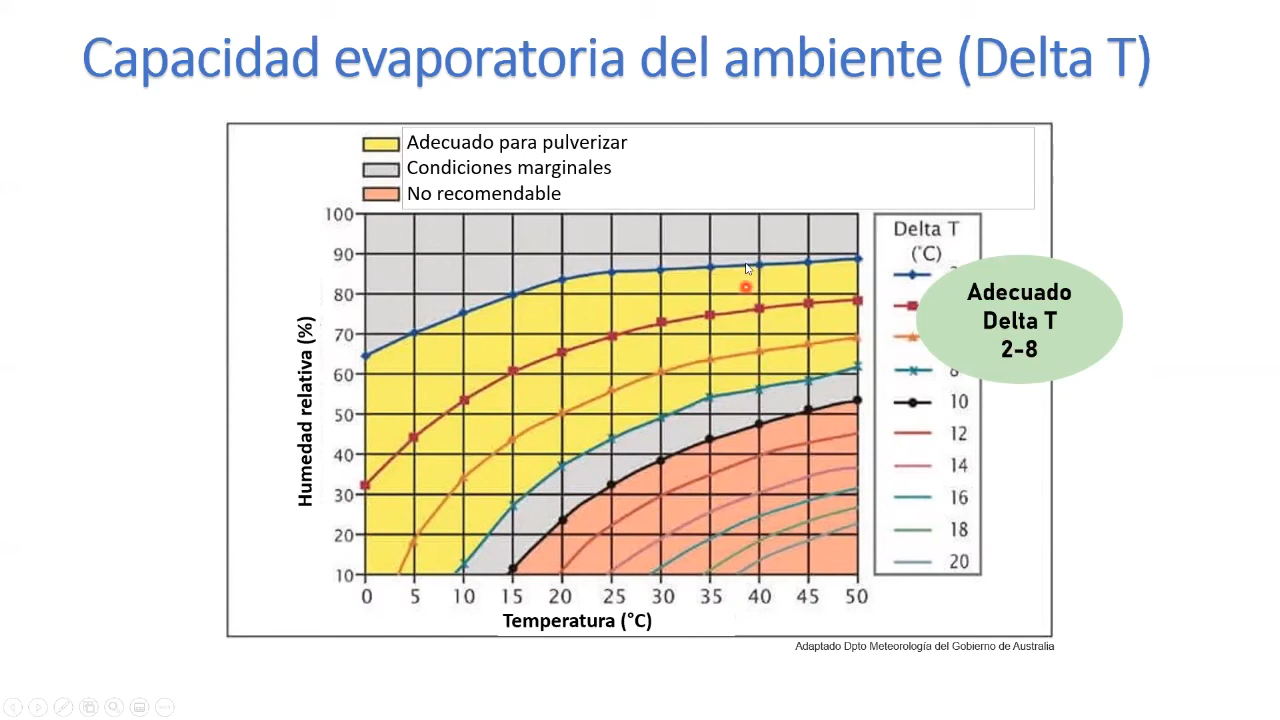 Capacidad evaporatoria del ambiente (Delta T)
Adecuado para pulverizar
Condiciones marginales
No recomendable
100
90
80
70
60
50
40
30
20
10
Humedad relativa (%)
0 5 10 15 20 25 30 35 40 45 50
Temperatura (°C)
Delta T
(°C)
Adecuado
Delta T
2-8
8
10
12
14
16
18
20
Adaptado Dpto Meteorología del Gobierno de Australia